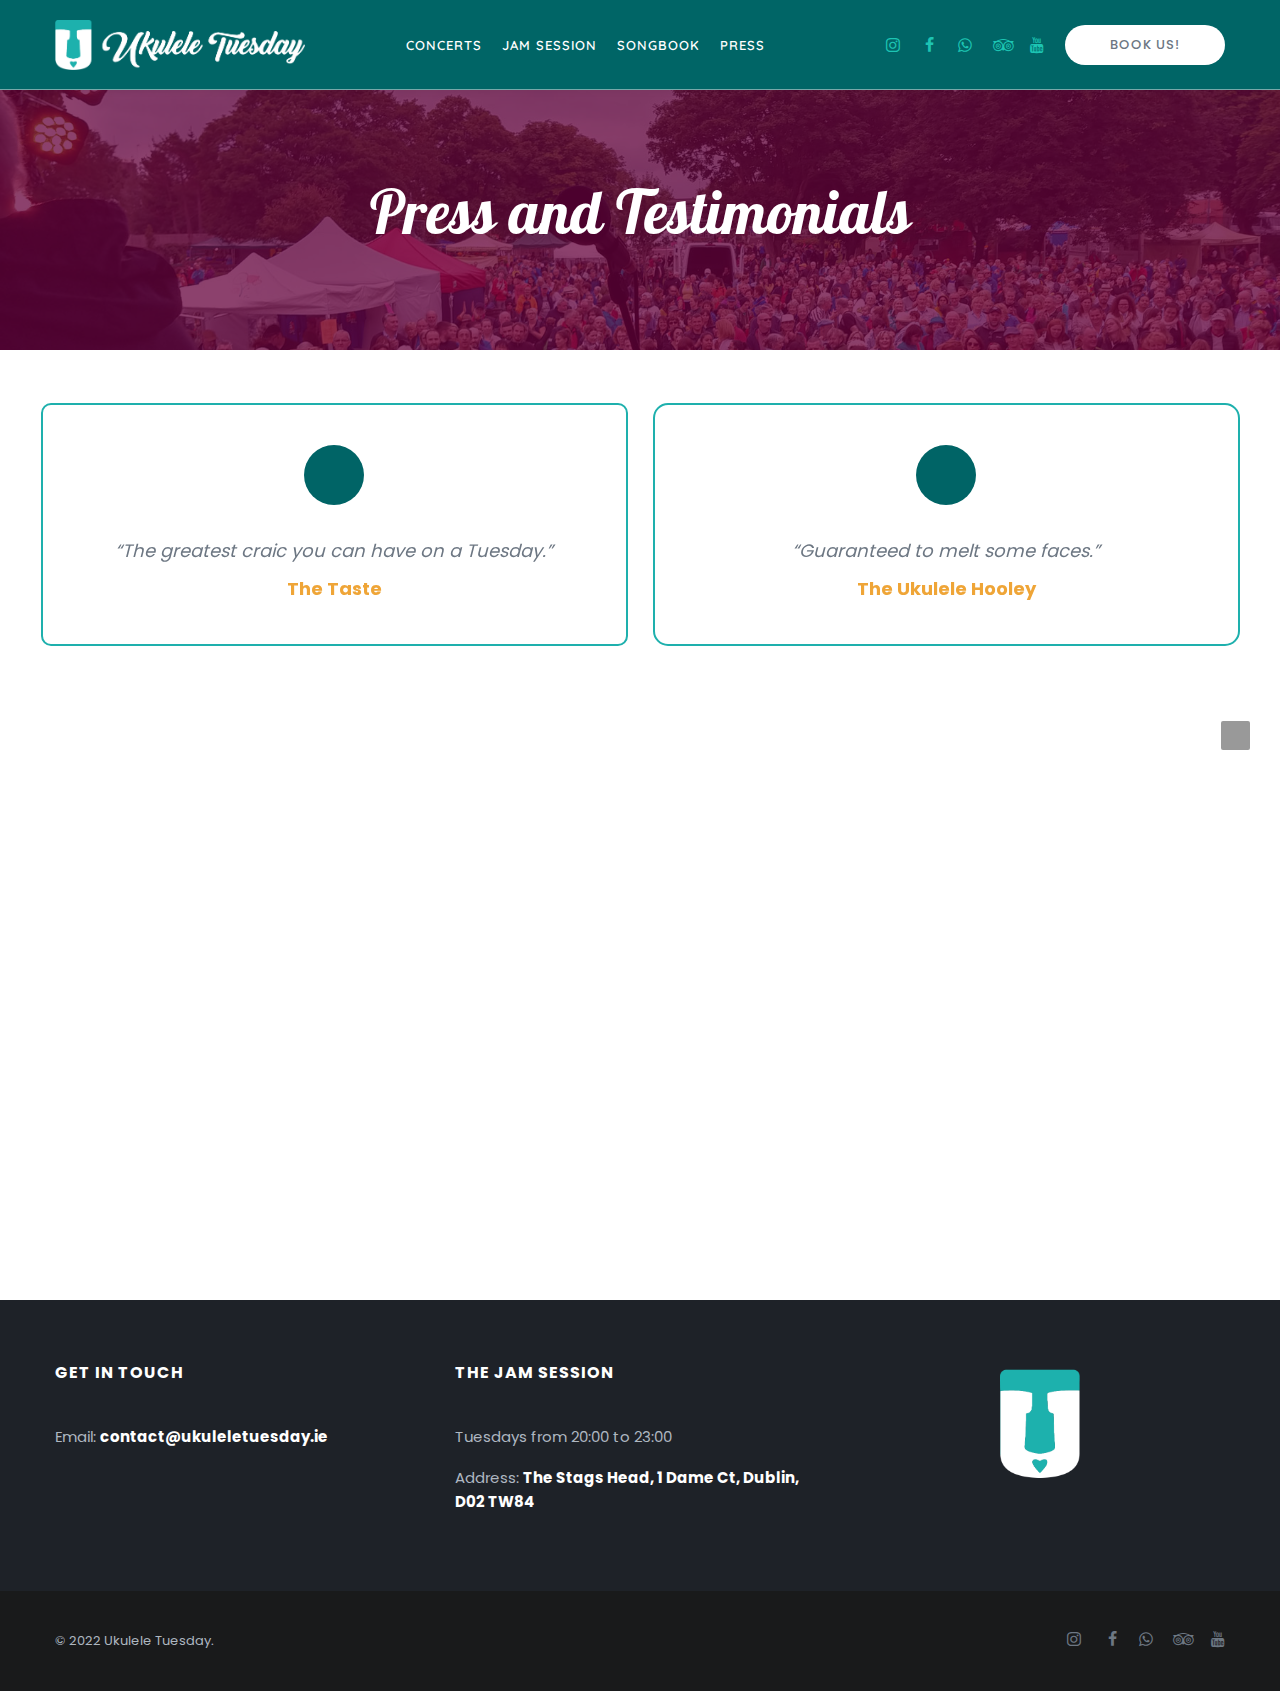 Ukulele Tuesday
CONCERTS JAM SESSION SONGBOOK PRESS
BOOK US!
Press and Testimonials
“The greatest craic you can have on a Tuesday.”
The Taste
“Guaranteed to melt some faces.”
The Ukulele Hooley
GET IN TOUCH
Email: contact@ukuleletuesday.ie
THE JAM SESSION
Tuesdays from 20:00 to 23:00
Address: The Stags Head, 1 Dame Ct, Dublin,
D02 TW84
© 2022 Ukulele Tuesday.